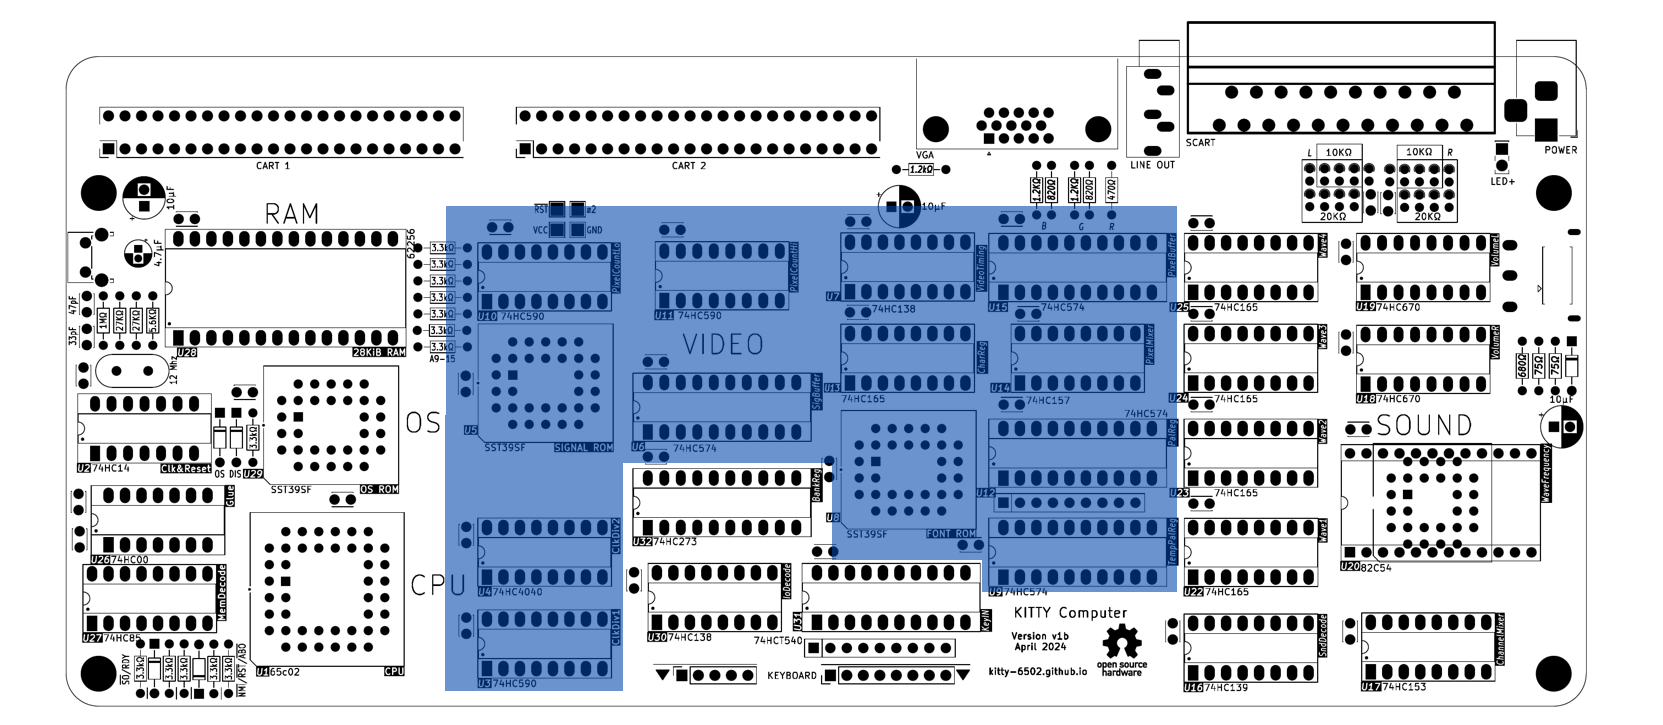 CART 1
CART 2
VGA
LINE OUT
SCART
POWER
LED+
1.2kΩ
10µF
1.2KΩ
820Ω
1.2KΩ
820Ω
470Ω
B
G
R
L
10KΩ
10KΩ
R
20KΩ
20KΩ
10µF
RAM
4.7µF
62256
U28
28KiB RAM
47pF
33pF
1MΩ
27KΩ
27KΩ
5.6KΩ
12 Mhz
3.3kΩ
3.3kΩ
3.3kΩ
3.3kΩ
3.3kΩ
3.3kΩ
3.3kΩ
A9-15
RST
ø2
VCC
GND
PixelCountLo
U10
74HC590
PixelCountHi
U11
74HC590
VideoTiming
U7
74HC138
PixelBuffer
U15
74HC574
Wave4
U25
74HC165
VolumeL
U19
74HC670
VIDEO
U5
SST39SF
SIGNAL ROM
SigBuffer
U6
74HC574
CharReg
U13
74HC165
PixelMixer
U14
74HC157
Wave3
U24
74HC165
VolumeR
U18
74HC670
680Ω
75Ω
75Ω
10µF
OS
U2
74HC14
Clk&Reset
OS
DIS
3.3kΩ
U29
SST39SF
OS ROM
BankReg
U32
74HC273
U8
SST39SF
FONT ROM
74HC574
PalReg
U12
Wave2
U23
74HC165
SOUND
WaveFrequency
U20
82C54
Glue
U26
74HC00
CPU
U1
65c02
CPU
ClkDiv2
U4
74HC4040
IoDecode
U30
74HC138
KeyIN
U31
74HCT540
TempPalReg
U9
74HC574
Wave1
U22
74HC165
MemDecode
U27
74HC85
SO/RDY
3.3kΩ
3.3kΩ
3.3kΩ
3.3kΩ
3.3kΩ
NMI/RST/ABO
ClkDiv1
U3
74HC590
KEYBOARD
KITTY Computer
Version v1b
April 2024
kitty-6502.github.io
open source
hardware
SndDecode
U16
74HC139
ChannelMixer
U17
74HC153